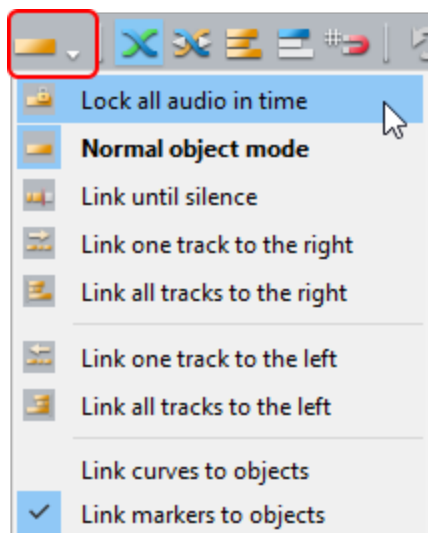 Lock all audio in time
Normal object mode
Link until silence
Link one track to the right
Link all tracks to the right
Link one track to the left
Link all tracks to the left
Link curves to objects
Link markers to objects